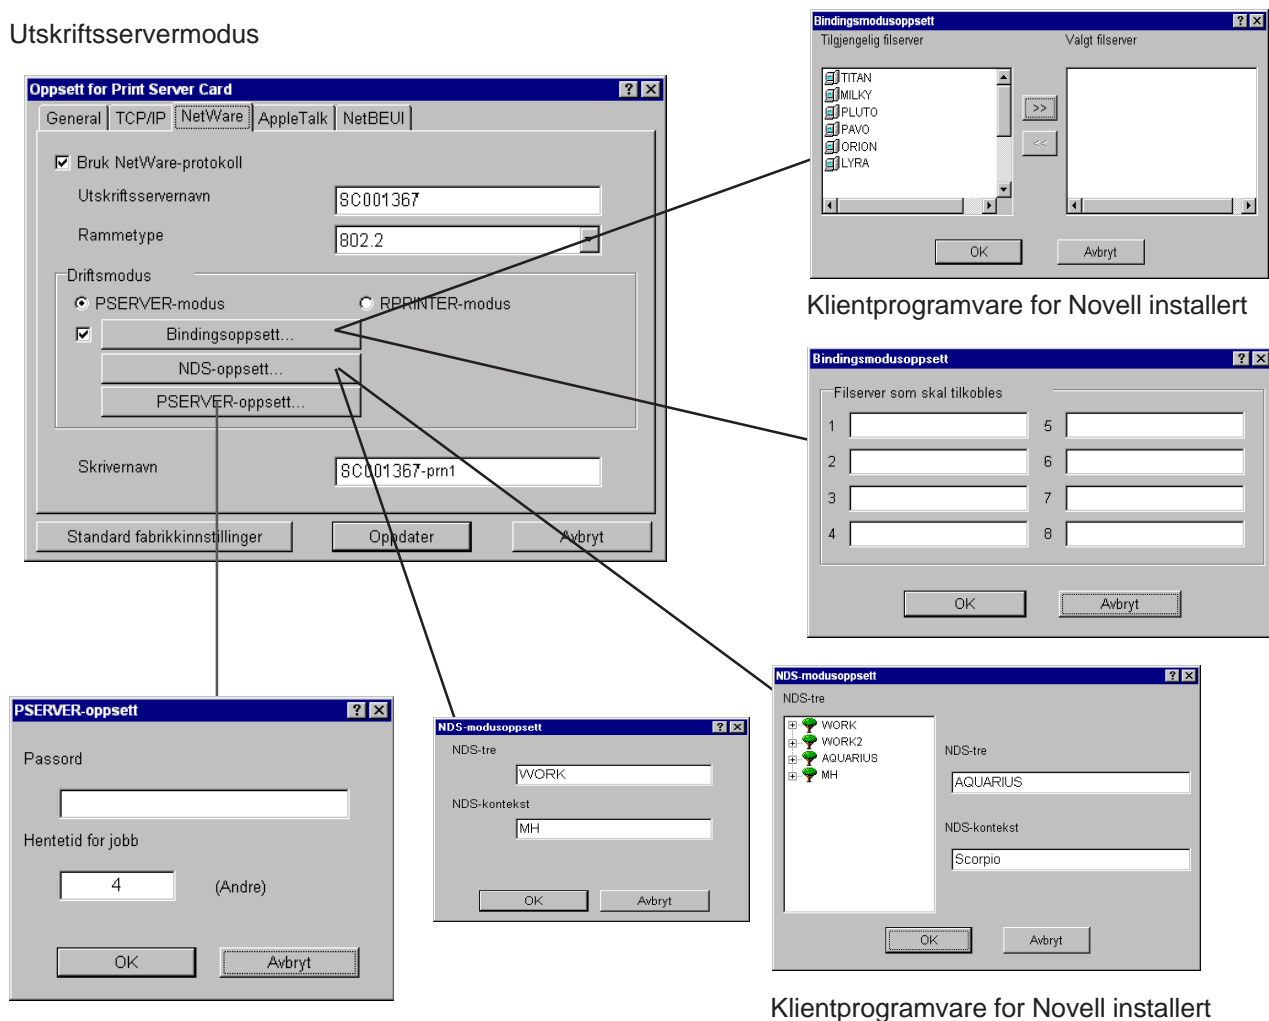 Utskriftsservermodus
Oppsett for Print Server Card
General TCP/IP NetWare AppleTalk NetBEUI
Bruk NetWare-protokoll
Utskriftsservernavn SC001367
Rammetype 802.2
Driftsmodus
PSERVER-modus RPRINTER-modus
Bindingsoppsett...
NDS-oppsett...
PSERVER-oppsett...
Skrivernavn SC001367-prn1
Standard fabrikkinnstillinger Oppdater Avbryt
Bindingsmodusoppsett
Tilgjengelig filserver Valgt filserver
TITAN
MILKY
PLUTO
PAVO
ORION
LYRA
>>
<<
OK Avbryt
Klientprogramvare for Novell installert
Bindingsmodusoppsett
Filserver som skal tilkobles
1 5
2 6
3 7
4 8
OK Avbryt
PSERVER-oppsett
Passord
Hentetid for jobb
4 (Andre)
OK Avbryt
NDS-modusoppsett
NDS-tre
WORK
NDS-kontekst
MH
OK Avbryt
NDS-modusoppsett
NDS-tre
WORK
WORK2
AQUARIUS
MH
NDS-tre
AQUARIUS
NDS-kontekst
Scorpio
OK Avbryt
Klientprogramvare for Novell installert